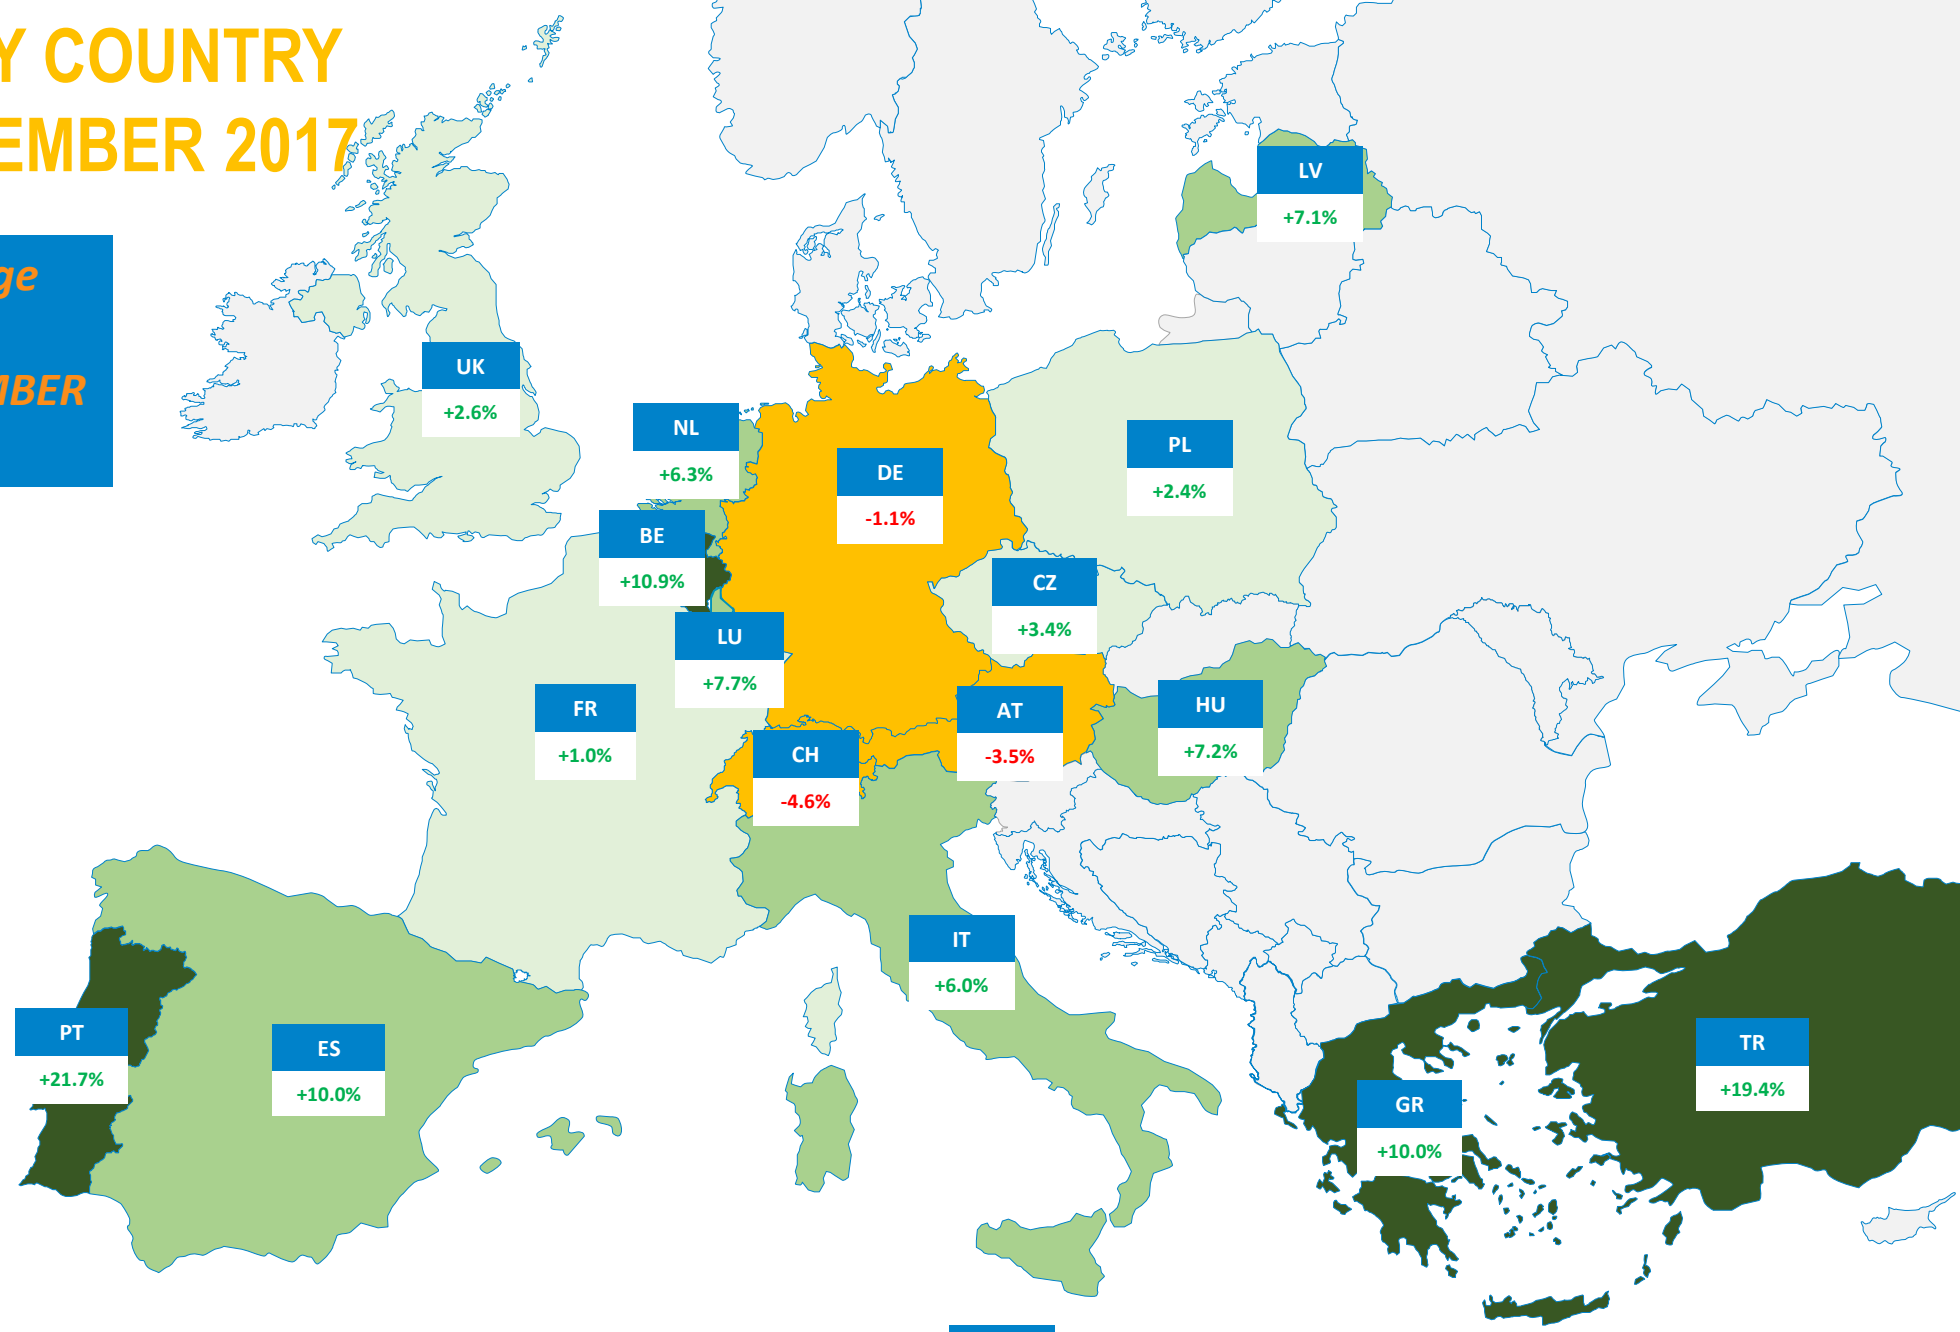 Y COUNTRY
EMBER 2017
ge
MBER
LV
+7.1%
UK
+2.6%
NL
+6.3%
DE
-1.1%
PL
+2.4%
BE
+10.9%
CZ
+3.4%
LU
+7.7%
FR
+1.0%
AT
-3.5%
HU
+7.2%
CH
-4.6%
IT
+6.0%
PT
+21.7%
ES
+10.0%
TR
+19.4%
GR
+10.0%